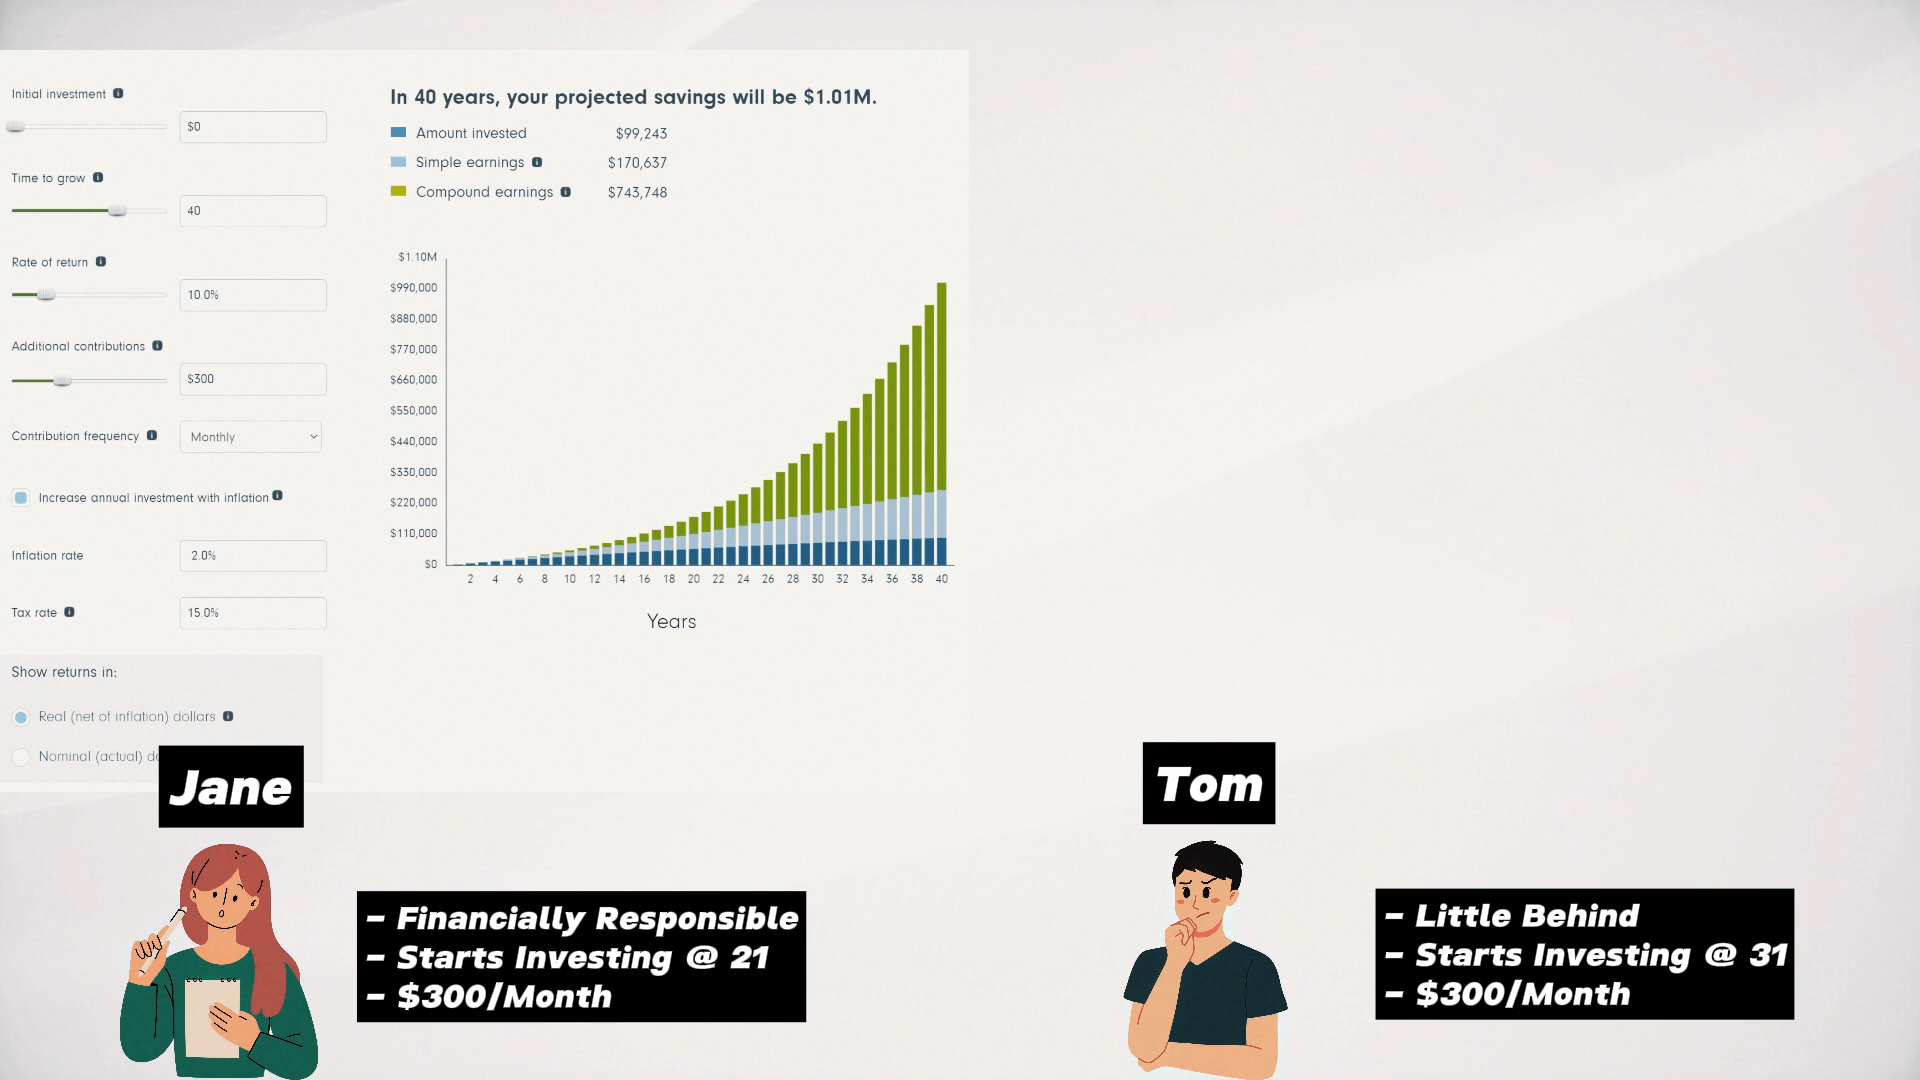 Initial investment
$0
Time to grow
40
Rate of return
10.0%
Additional contributions
$300
Contribution frequency
Monthly
Increase annual investment with inflation
Inflation rate
2.0%
Tax rate
15.0%
Show returns in:
Real (net of inflation) dollars
Nominal (actual)
In 40 years, your projected savings will be $1.01M.
Amount invested $99,243
Simple earnings $170,637
Compound earnings $743,748
$1.10M
$990,000
$880,000
$770,000
$660,000
$550,000
$440,000
$330,000
$220,000
$110,000
$0
2 4 6 8 10 12 14 16 18 20 22 24 26 28 30 32 34 36 38 40
Years
Jane
- Financially Responsible
- Starts Investing @ 21
- $300/Month
Tom
- Little Behind
- Starts Investing @ 31
- $300/Month